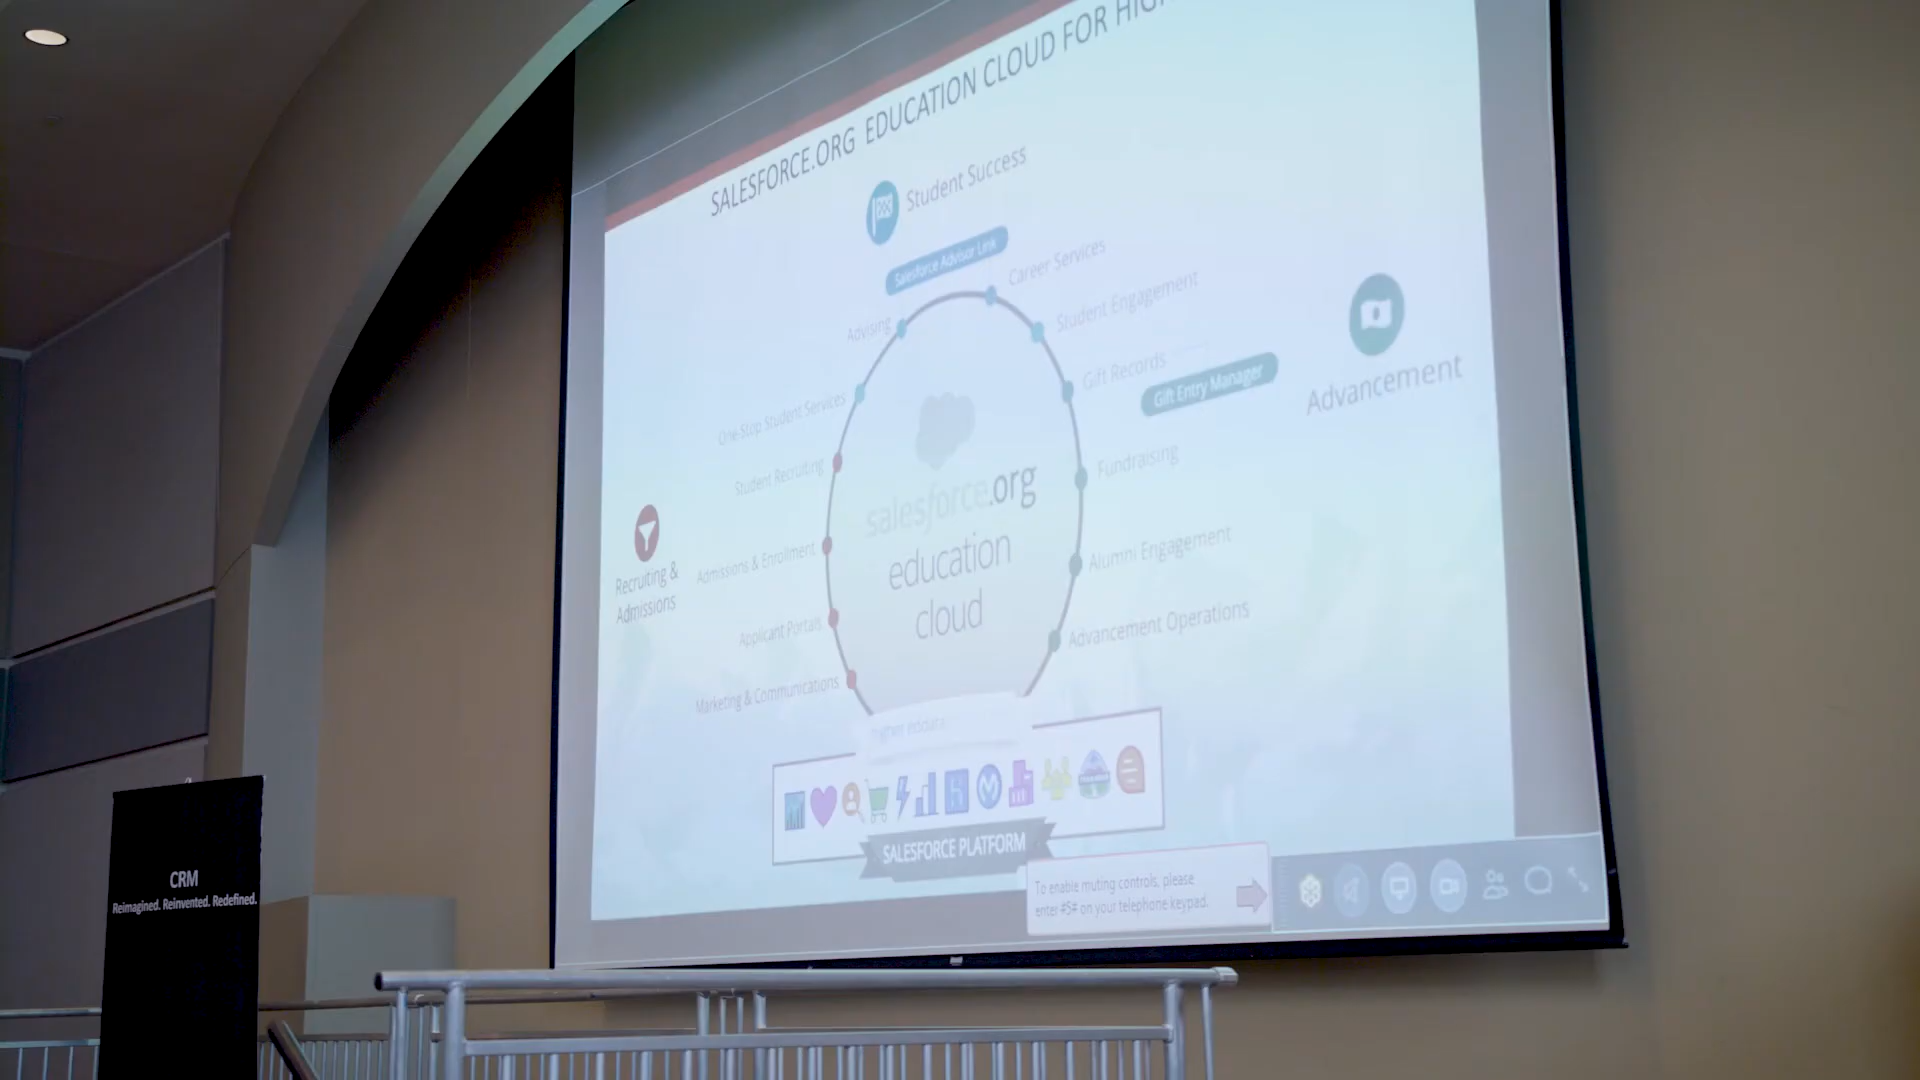 SALESFORCE.ORG EDUCATION CLOUD FOR
Student Success
Salesforce Advisor Link
Career Services
Advising
Student Engagement
Gift Records
Gift Entry Manager
Advancement
One-Stop Student Services
Student Recruiting
Fundraising
salesforce.org
education
cloud
Recruiting &
Admissions
Admissions & Enrollment
Alumni Engagement
Applicant Portals
Advancement Operations
Marketing & Communications
SALESFORCE PLATFORM
To enable muting controls, please
enter #5# on your telephone keypad.
CRM
Reimagined. Reinvented. Redefined.